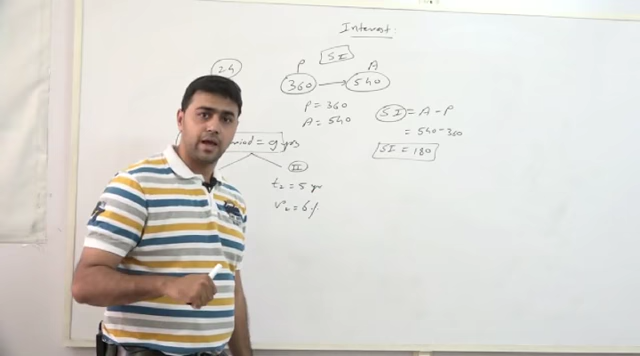 Interest:
24
SI
P A
360 → 540
P = 360
A = 540
SI = A - P
= 540 - 360
SI = 180
= 9 yrs
II
t₂ = 5 yr
r₂ = 6%